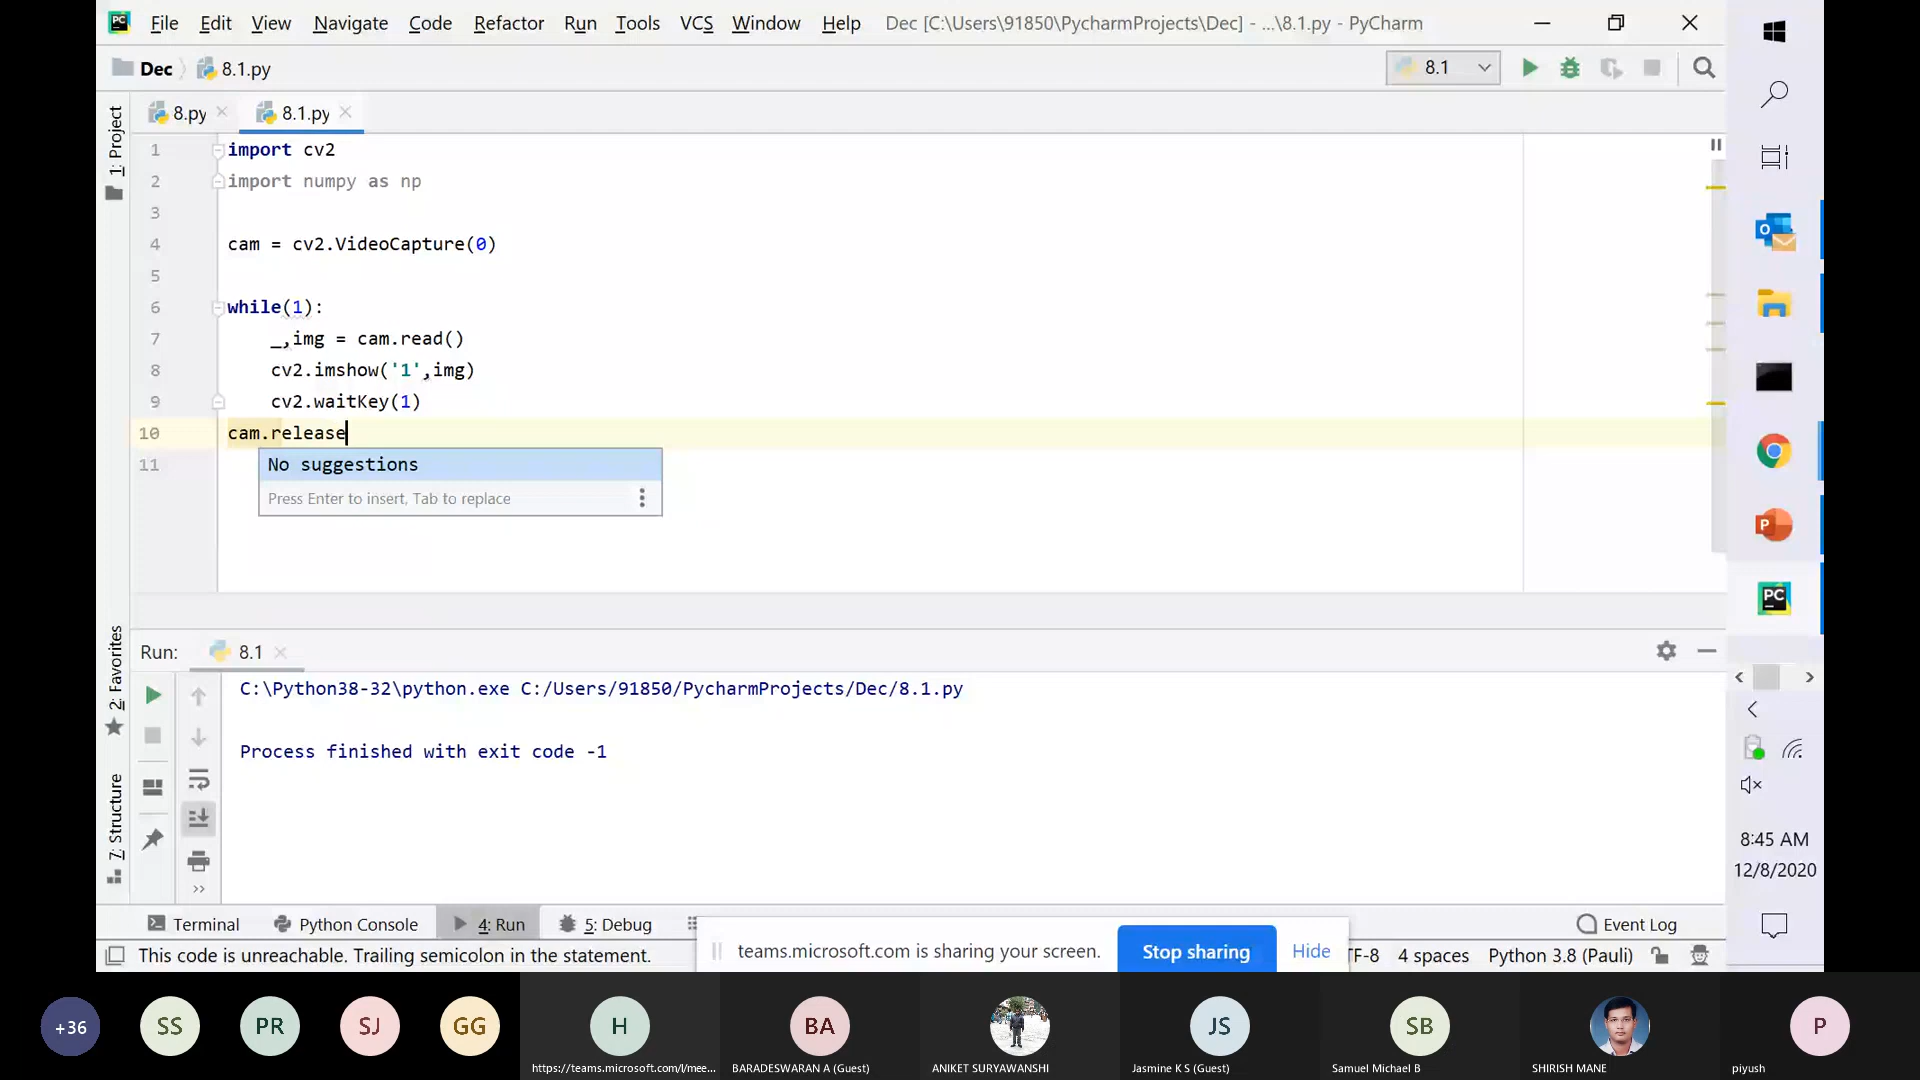 File Edit View Navigate Code Refactor Run Tools VCS Window Help Dec [C:\Users\91850\PycharmProjects\Dec] - ...\8.1.py - PyCharm
Dec 8.1.py
8.1
8.py 8.1.py
1: Project
1 import cv2
2 import numpy as np
3
4 cam = cv2.VideoCapture(0)
5
6 while(1):
7 _,img = cam.read()
8 cv2.imshow('1',img)
9 cv2.waitKey(1)
10 cam.release
11
No suggestions
Press Enter to insert, Tab to replace
2: Favorites
7: Structure
Run: 8.1
C:\Python38-32\python.exe C:/Users/91850/PycharmProjects/Dec/8.1.py
Process finished with exit code -1
8:45 AM
12/8/2020
Terminal Python Console 4: Run 5: Debug Event Log
This code is unreachable. Trailing semicolon in the statement.
teams.microsoft.com is sharing your screen. Stop sharing Hide
TF-8 4 spaces Python 3.8 (Pauli)
+36 SS PR SJ GG H BA JS SB P
https://teams.microsoft.com/l/mee... BARADESWARAN A (Guest) ANIKET SURYAWANSHI Jasmine K S (Guest) Samuel Michael B SHIRISH MANE piyush